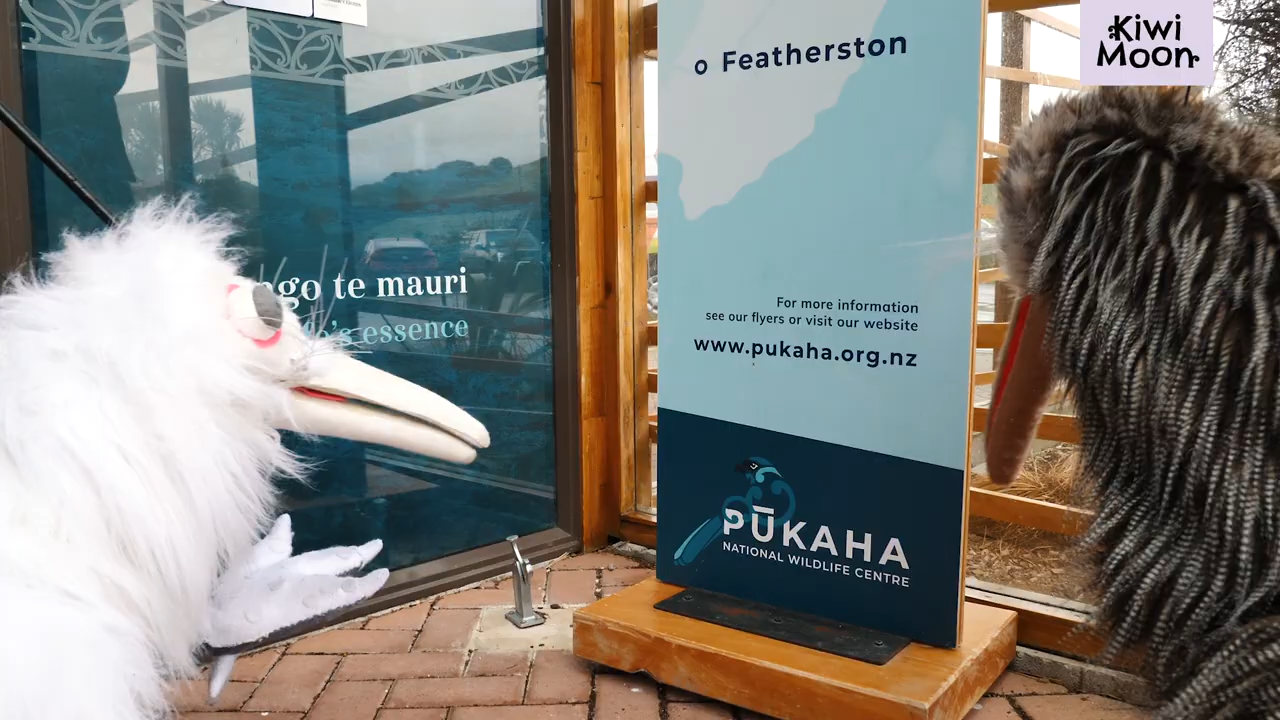 Kiwi
Moon
o Featherston
te mauri
essence
For more information
see our flyers or visit our website
www.pukaha.org.nz
PŪKAHA
NATIONAL WILDLIFE CENTRE